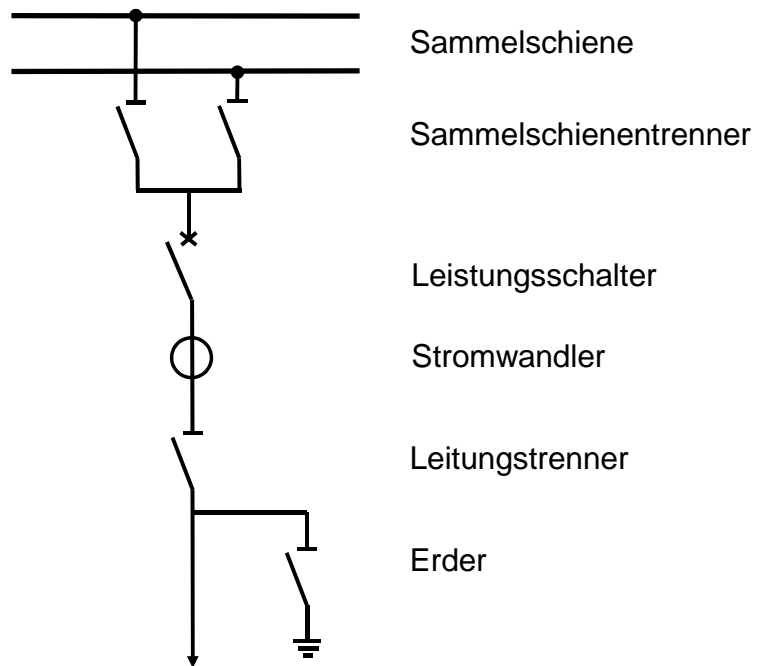 Sammelschiene
Sammelschienentrenner
Leistungsschalter
Stromwandler
Leitungstrenner
Erder